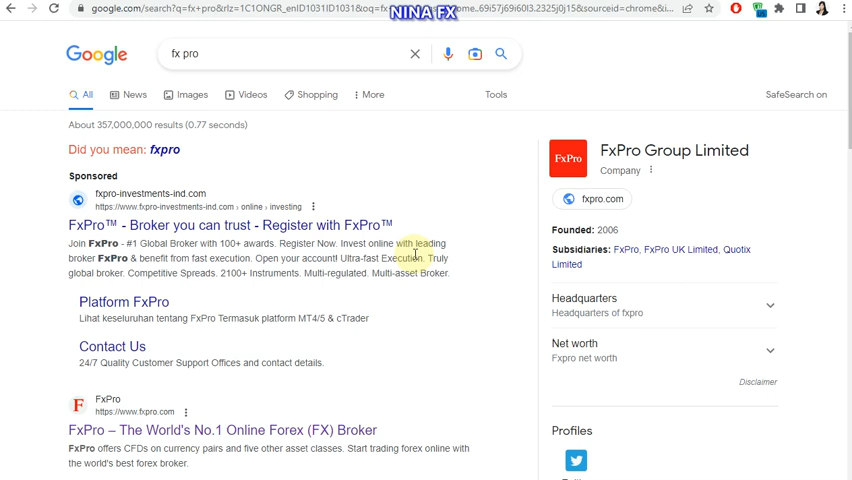 google.com/search?q=fx+pro&rlz=1C1ONGR_enID1031ID1031&oq=fx+
NINA FX
69i57j69i60l3.2325j0j15&sourceid=chrome&i...
Google
fx pro
All
News
Images
Videos
Shopping
More
Tools
SafeSearch on
About 357,000,000 results (0.77 seconds)
Did you mean: fxpro
Sponsored
fxpro-investments-ind.com
https://www.fxpro-investments-ind.com › online › investing
FxPro™ - Broker you can trust - Register with FxPro™
Join FxPro - #1 Global Broker with 100+ awards. Register Now. Invest online with leading
broker FxPro & benefit from fast execution. Open your account! Ultra-fast Execution. Truly
global broker. Competitive Spreads. 2100+ Instruments. Multi-regulated. Multi-asset Broker.
Platform FxPro
Lihat keseluruhan tentang FxPro Termasuk platform MT4/5 & cTrader
Contact Us
24/7 Quality Customer Support Offices and contact details.
F
FxPro
https://www.fxpro.com
FxPro – The World's No.1 Online Forex (FX) Broker
FxPro offers CFDs on currency pairs and five other asset classes. Start trading forex online with
the world's best forex broker.
FxPro
FxPro Group Limited
Company
fxpro.com
Founded: 2006
Subsidiaries: FxPro, FxPro UK Limited, Quotix
Limited
Headquarters
Headquarters of fxpro
Net worth
Fxpro net worth
Disclaimer
Profiles